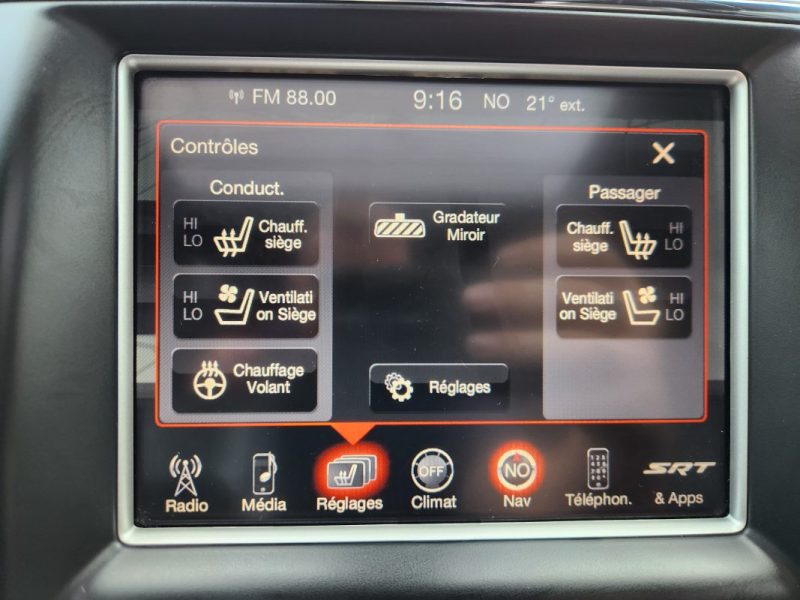 FM 88.00 9:16 NO 21° ext.
Contrôles X
Conduct.
HI
LO
Chauff.
siège
HI
LO
Ventilati
on Siège
Chauffage
Volant
Gradateur
Miroir
Réglages
Passager
Chauff.
siège
HI
LO
Ventilati
on Siège
HI
LO
OFF NO
Radio Média Réglages Climat Nav Téléphon. SRT
& Apps